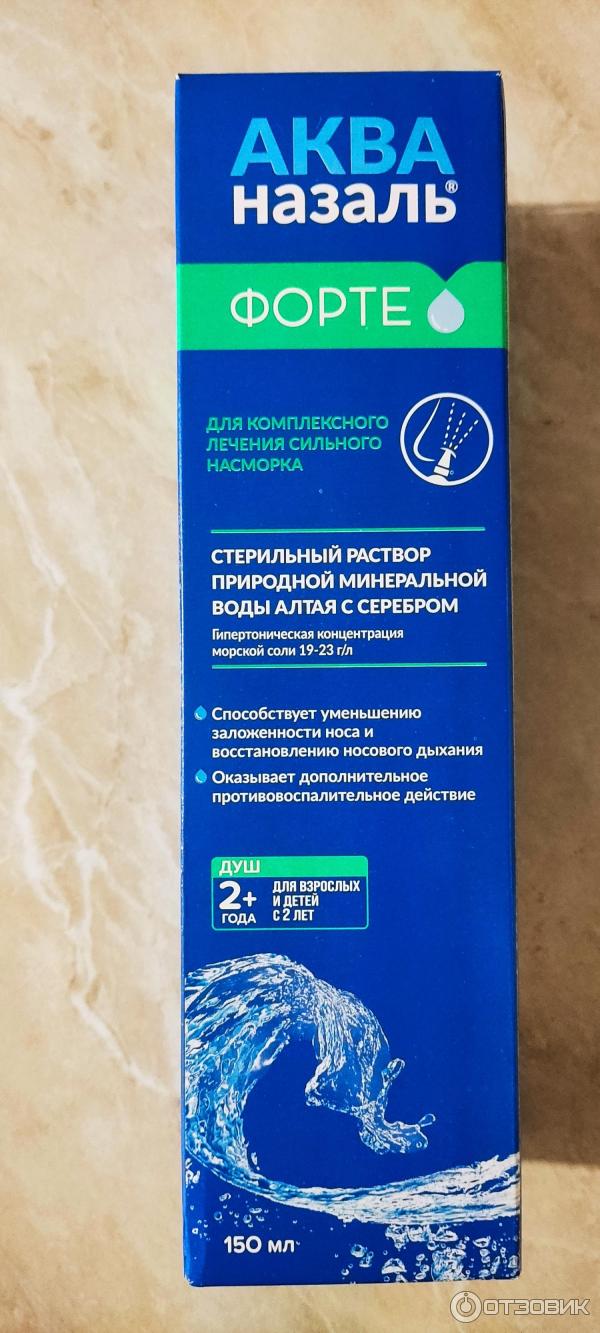 АКВА
назаль®
ФОРТЕ
ДЛЯ КОМПЛЕКСНОГО
ЛЕЧЕНИЯ СИЛЬНОГО
НАСМОРКА
СТЕРИЛЬНЫЙ РАСТВОР
ПРИРОДНОЙ МИНЕРАЛЬНОЙ
ВОДЫ АЛТАЯ С СЕРЕБРОМ
Гипертоническая концентрация
морской соли 19-23 г/л
Способствует уменьшению
заложенности носа и
восстановлению носового дыхания
Оказывает дополнительное
противовоспалительное действие
ДУШ
2+
ГОДА
ДЛЯ ВЗРОСЛЫХ
И ДЕТЕЙ
С 2 ЛЕТ
150 мл
ОТЗОВИК